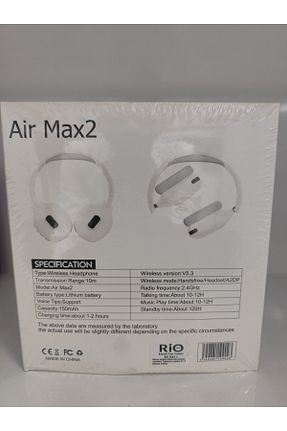 Air Max2
SPECIFICATION
Type:Wireless Headphone Wireless version:V5.3
Transmission Range:10m Wireless mode:Handsfree/Headset/A2DP
Model:Air Max2 Radio frequency:2.4GHz
Battery type:Lithium battery Talking time:About 10-12H
Voice Tips:Support Music Play time:About 10-12H
Capacity:150mAh Standby time:About 120H
Charging time:about 1-2 hours
The above data are measured by the laboratory
the actual use will be slightly different depending on the specific circumstances
CE
MADE IN CHINA
RiO